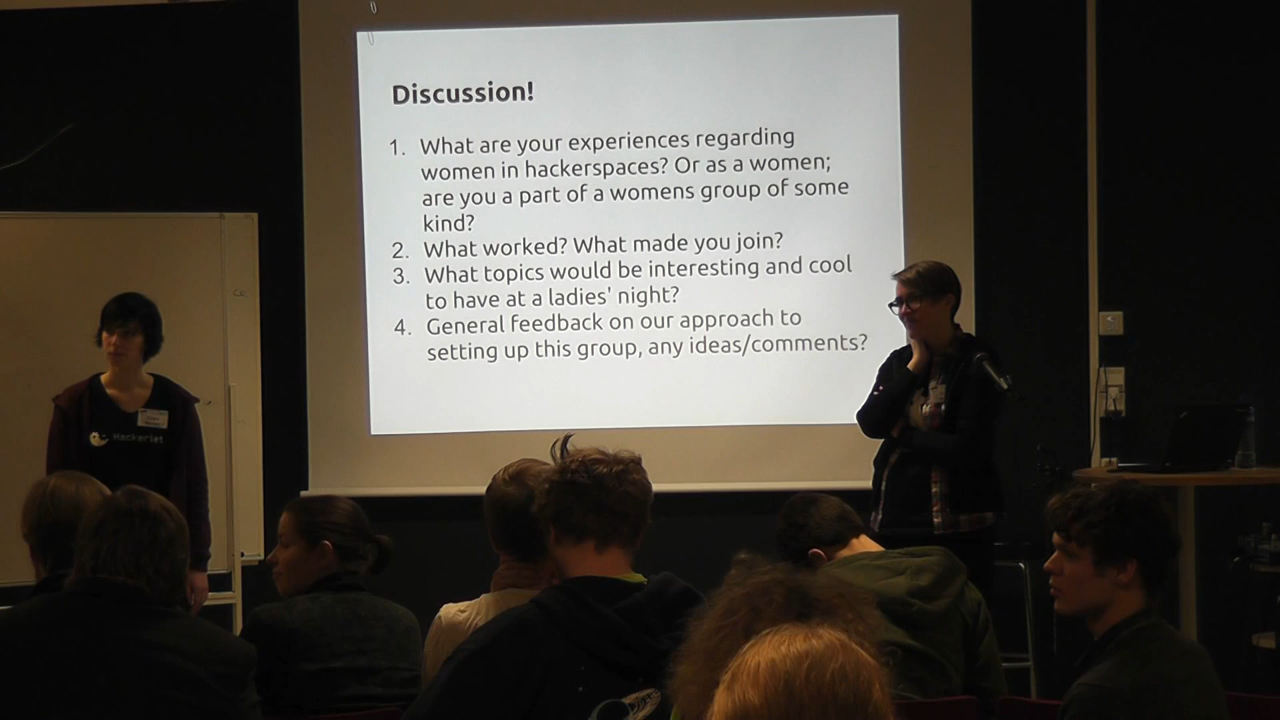 Discussion!
1. What are your experiences regarding
women in hackerspaces? Or as a women;
are you a part of a womens group of some
kind?
2. What worked? What made you join?
3. What topics would be interesting and cool
to have at a ladies' night?
4. General feedback on our approach to
setting up this group, any ideas/comments?
Hackeriet